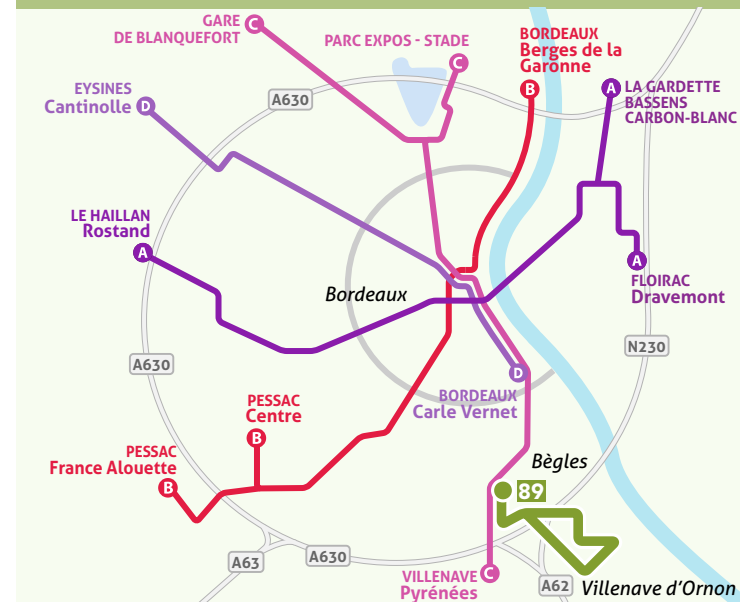 GARE
DE BLANQUEFORT
C
PARC EXPOS - STADE
C
BORDEAUX
Berges de la
Garonne
B
A
LA GARDETTE
BASSENS
CARBON-BLANC
EYSINES
Cantinolle
D
A630
LE HAILLAN
Rostand
A
A
FLOIRAC
Dravemont
Bordeaux
N230
A630
D
BORDEAUX
Carle Vernet
PESSAC
Centre
B
PESSAC
France Alouette
B
Bègles
89
A63
A630
VILLENAVE
Pyrénées
C
A62
Villenave d'Ornon